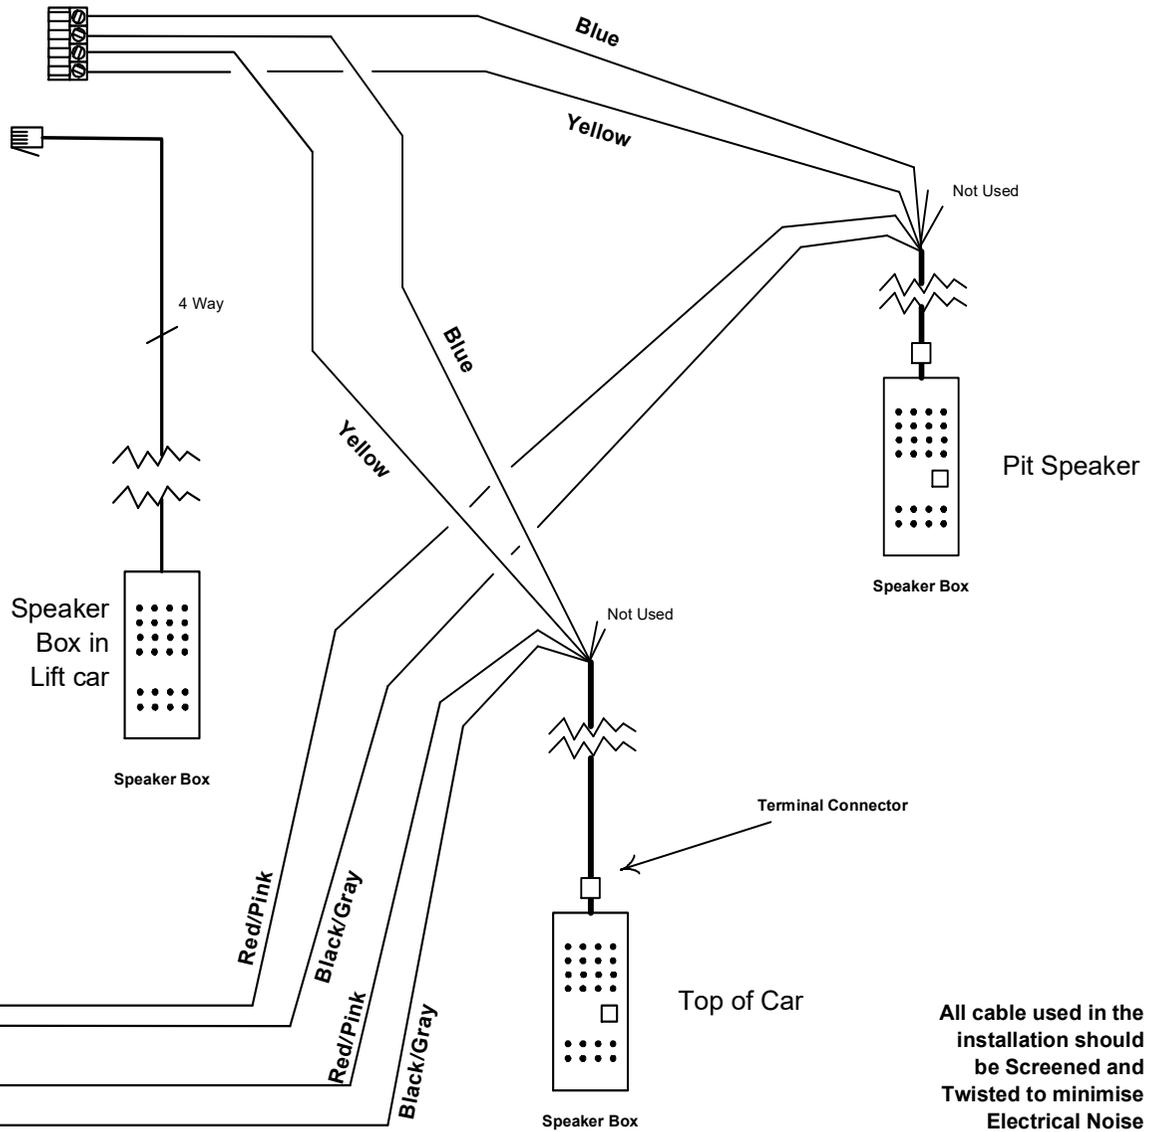 Blue
Yellow
Not Used
4 Way
Blue
Yellow
Pit Speaker
Speaker Box
Speaker
Box in
Lift car
Not Used
Speaker Box
Terminal Connector
Red/Pink
Black/Gray
Red/Pink
Black/Gray
Top of Car
Speaker Box
All cable used in the
installation should
be Screened and
Twisted to minimise
Electrical Noise